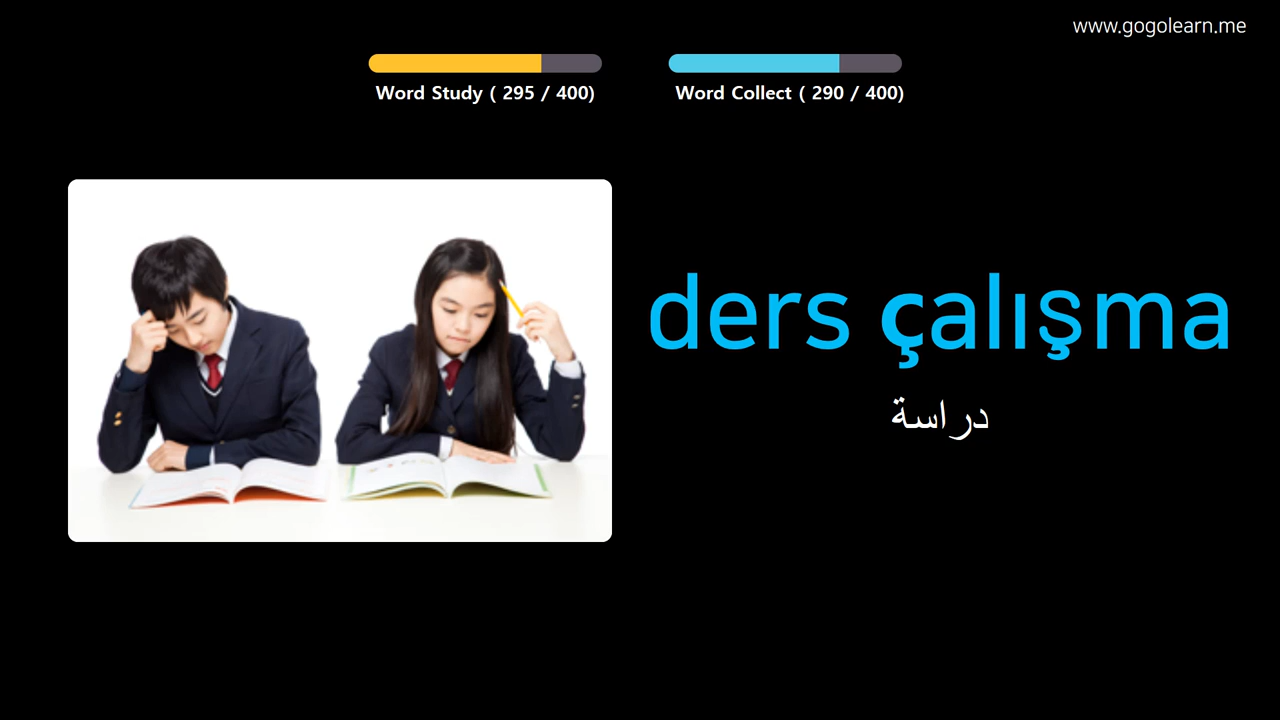 www.gogolearn.me
Word Study ( 295 / 400)
Word Collect ( 290 / 400)
ders çalışma
دراسة